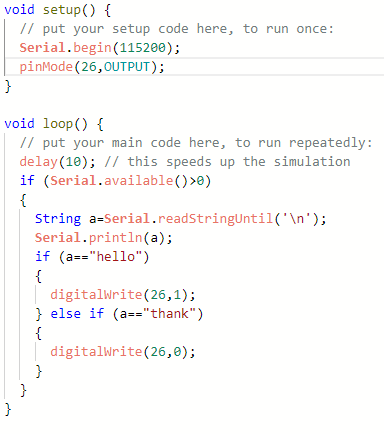 void setup() {
  // put your setup code here, to run once:
  Serial.begin(115200);
  pinMode(26,OUTPUT);
}

void loop() {
  // put your main code here, to run repeatedly:
  delay(10); // this speeds up the simulation
  if (Serial.available()>0)
  {
    String a=Serial.readStringUntil('\n');
    Serial.println(a);
    if (a=="hello")
    {
      digitalWrite(26,1);
    } else if (a=="thank")
    {
      digitalWrite(26,0);
    }
  }
}